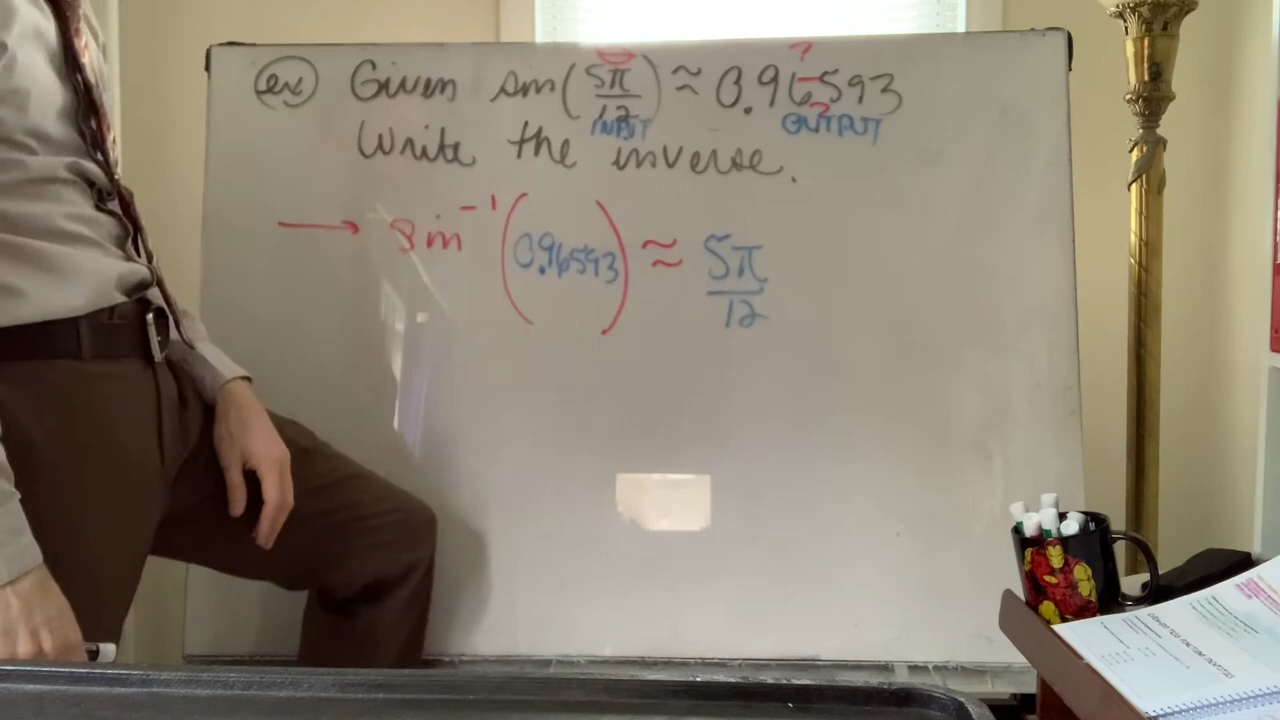 ex Given sin(5π/12) ≈ 0.96593
INPUT OUTPUT
Write the inverse.
→ sin⁻¹(0.96593) ≈ 5π/12